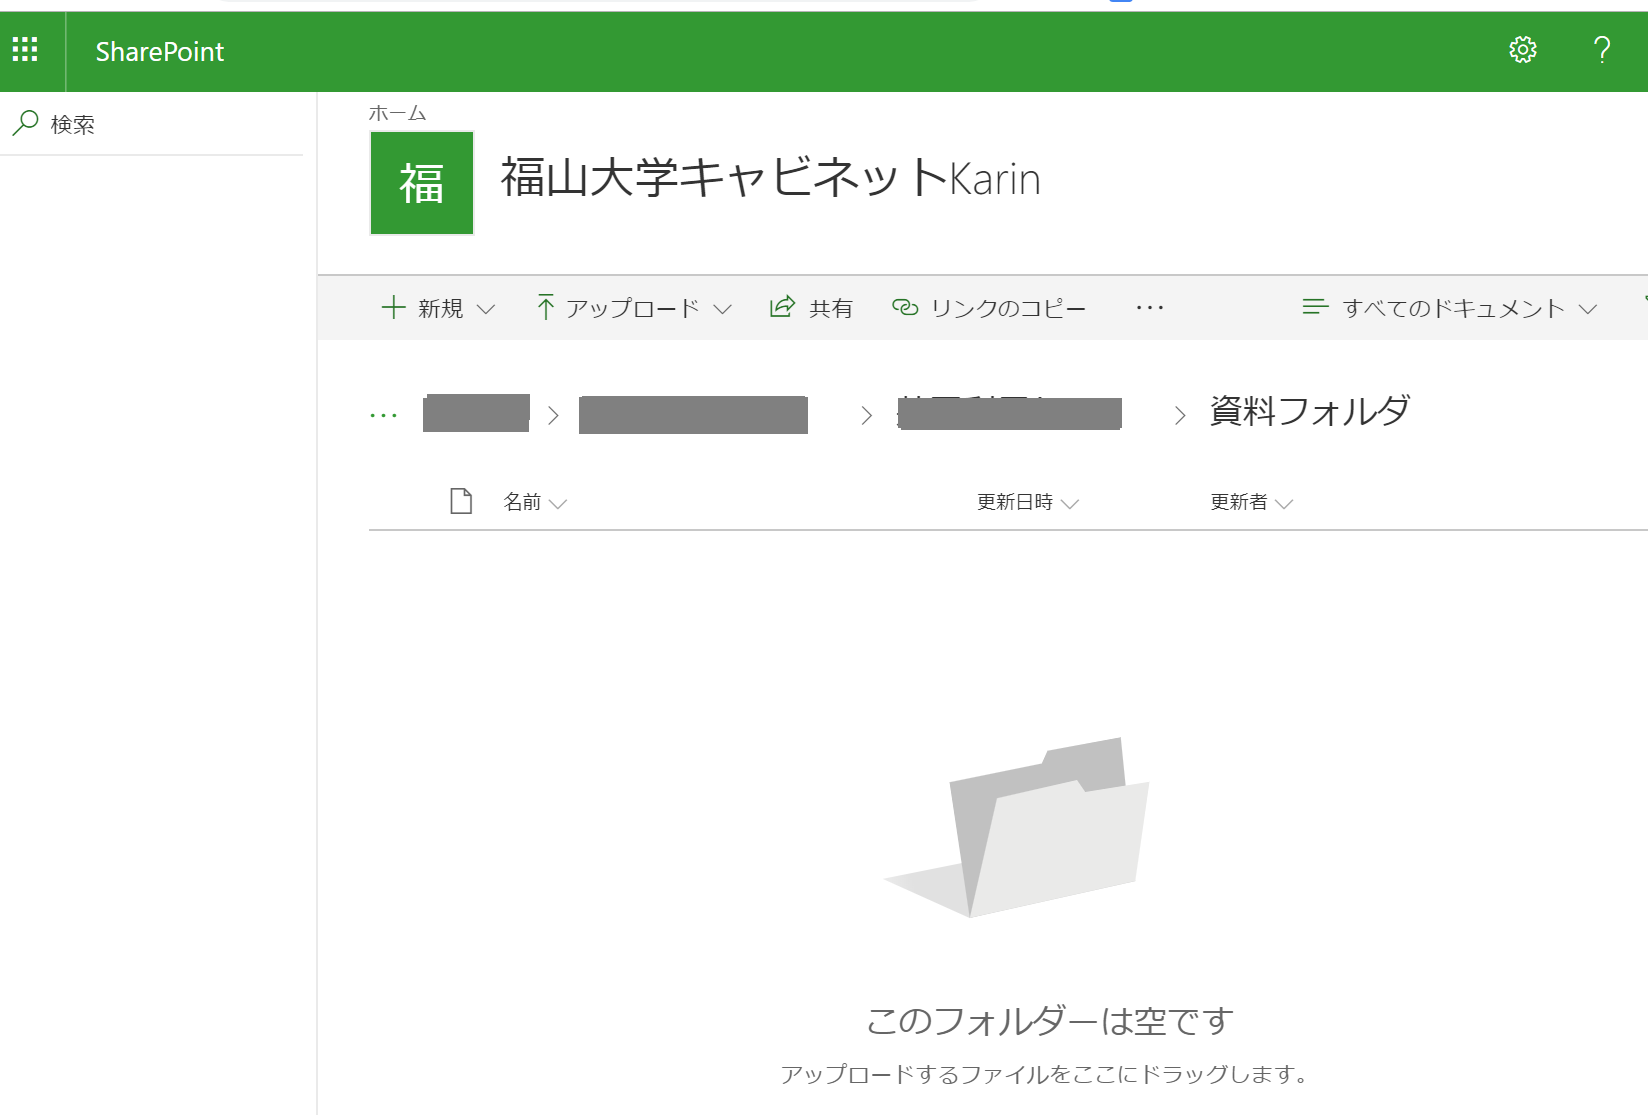 SharePoint
?
検索
ホーム
福 福山大学キャビネットKarin
新規 アップロード 共有 リンクのコピー ··· すべてのドキュメント
··· > > > 資料フォルダ
名前 更新日時 更新者
このフォルダーは空です
アップロードするファイルをここにドラッグします。